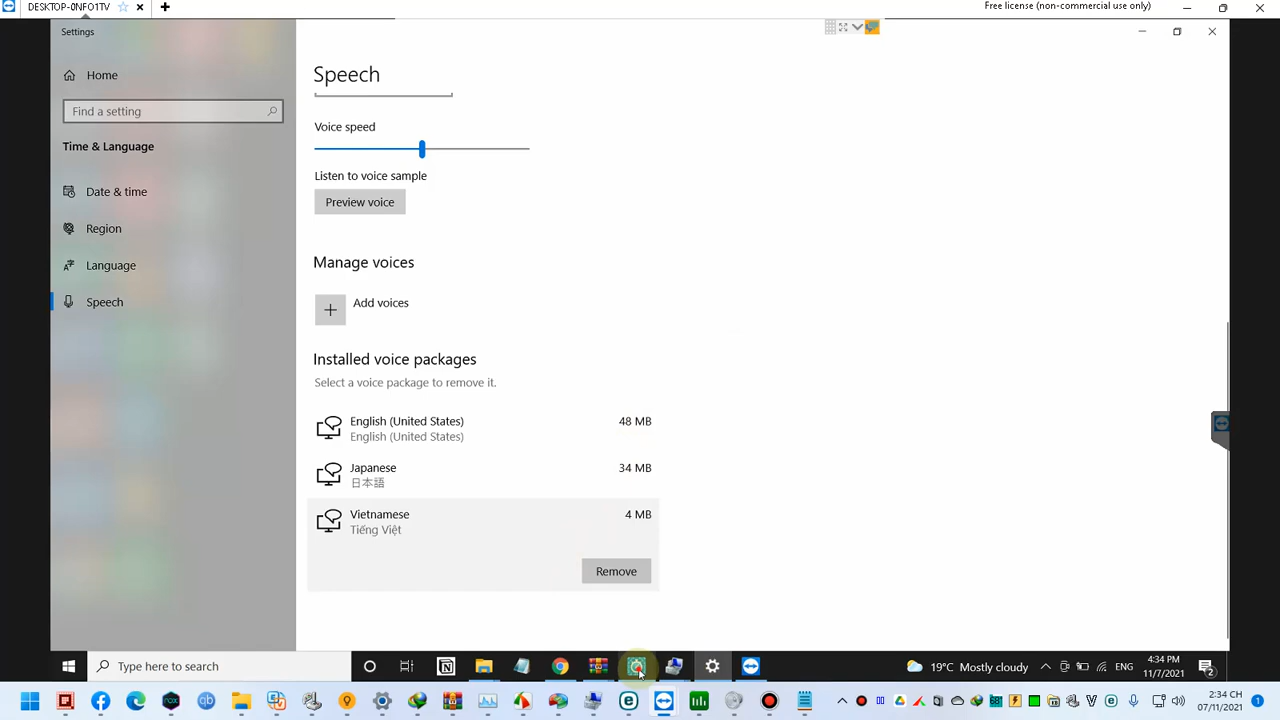 DESKTOP-0NFO1TV
Free license (non-commercial use only)
Settings
Home
Find a setting
Time & Language
Date & time
Region
Language
Speech
Speech
Voice speed
Listen to voice sample
Preview voice
Manage voices
Add voices
Installed voice packages
Select a voice package to remove it.
English (United States) 48 MB
English (United States)
Japanese 34 MB
日本語
Vietnamese 4 MB
Tiếng Việt
Remove
Type here to search
19°C Mostly cloudy
ENG
4:34 PM
11/7/2021
2
2:34 CH
07/11/2021
1